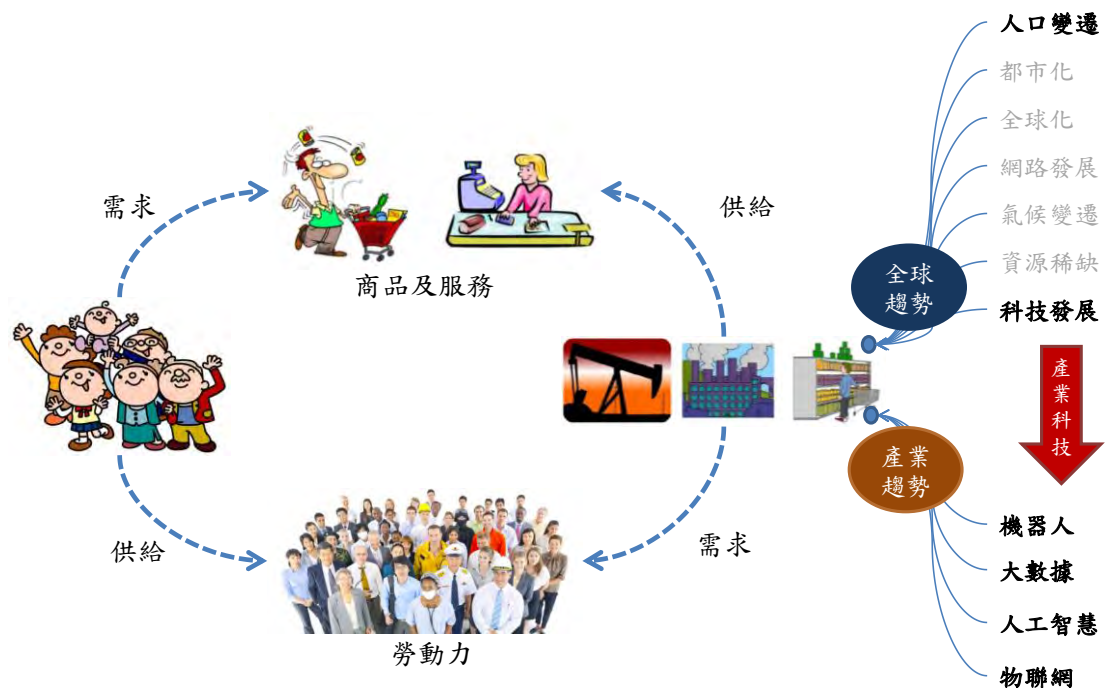 人口變遷
都市化
全球化
網路發展
氣候變遷
資源稀缺
科技發展
全球
趨勢
產業科技
產業
趨勢
機器人
大數據
人工智慧
物聯網
需求
供給
商品及服務
供給
需求
勞動力